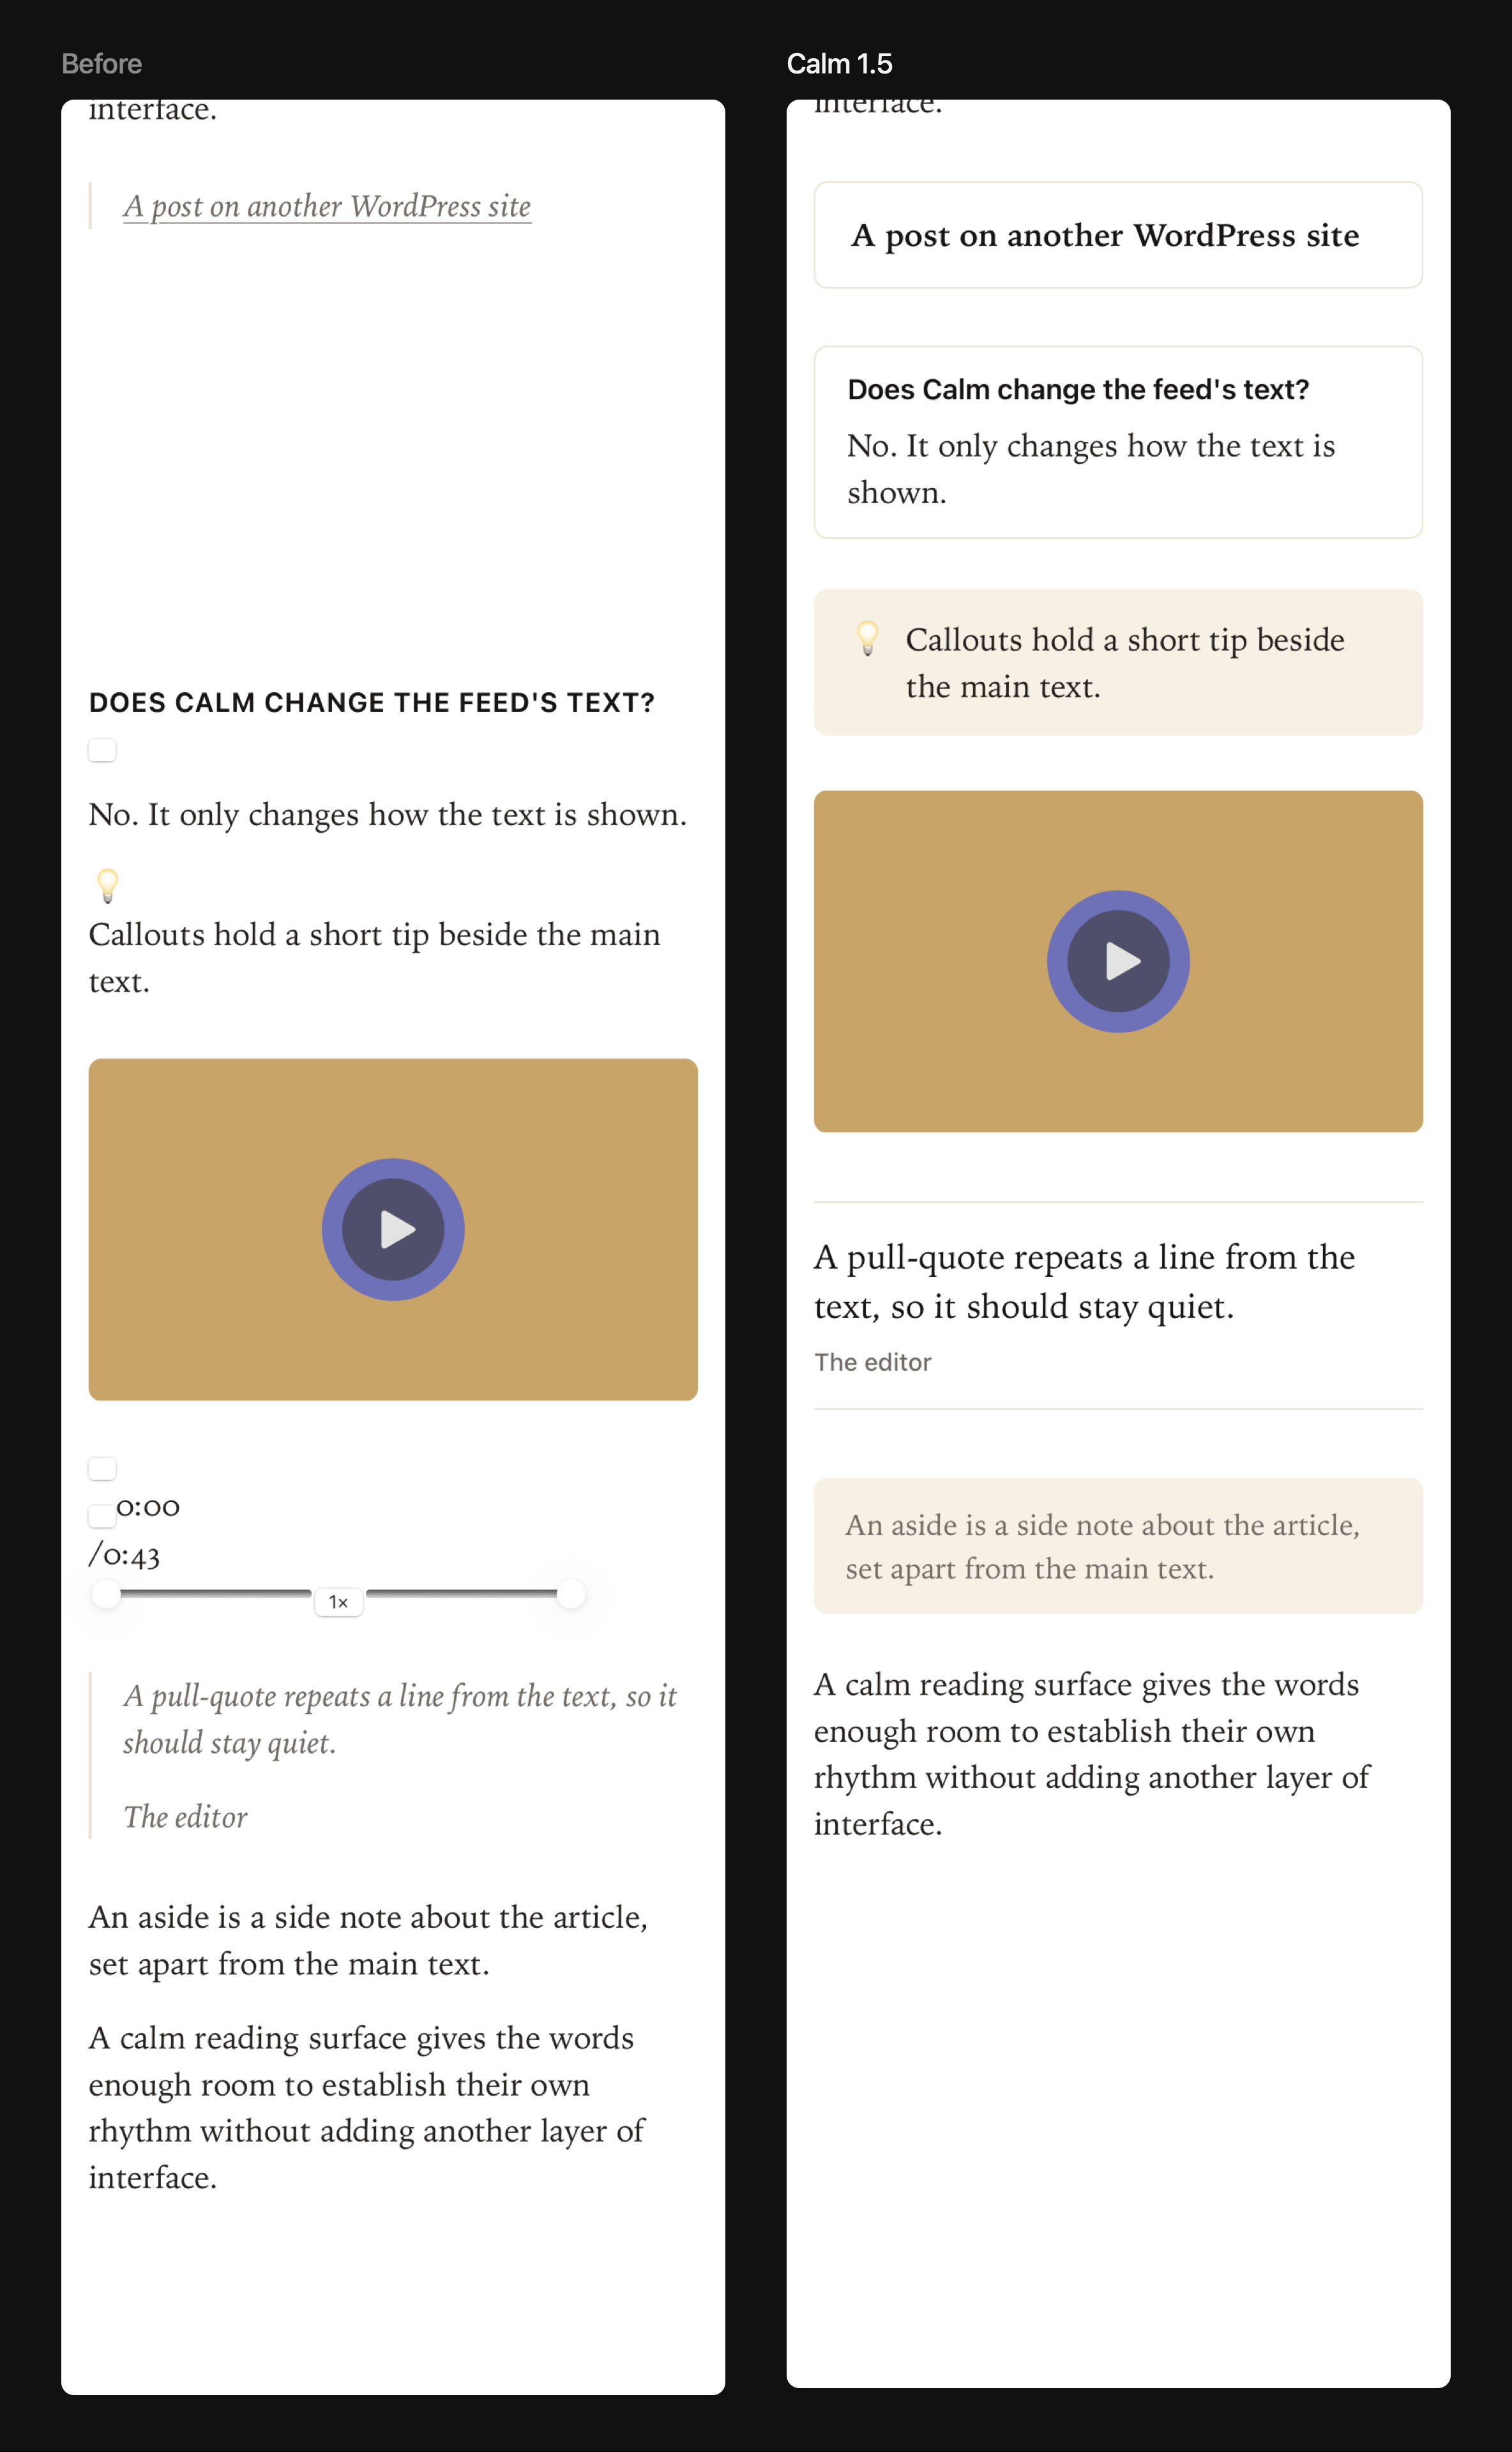 Before
interface.
A post on another WordPress site
DOES CALM CHANGE THE FEED'S TEXT?
No. It only changes how the text is shown.
Callouts hold a short tip beside the main
text.
0:00
/0:43
1×
A pull-quote repeats a line from the text, so it
should stay quiet.
The editor
An aside is a side note about the article,
set apart from the main text.
A calm reading surface gives the words
enough room to establish their own
rhythm without adding another layer of
interface.
Calm 1.5
interface.
A post on another WordPress site
Does Calm change the feed's text?
No. It only changes how the text is
shown.
Callouts hold a short tip beside
the main text.
A pull-quote repeats a line from the
text, so it should stay quiet.
The editor
An aside is a side note about the article,
set apart from the main text.
A calm reading surface gives the words
enough room to establish their own
rhythm without adding another layer of
interface.